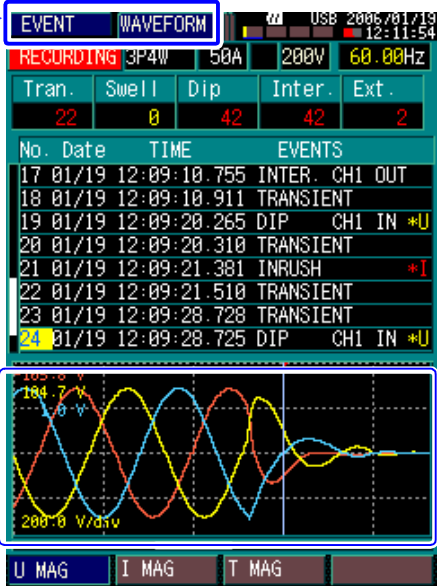 EVENT WAVEFORM USB 2006/01/19
12:11:54
RECORDING 3P4W 50A 200V 60.00Hz
Tran. Swell Dip Inter. Ext.
22 0 42 42 2
No. Date TIME EVENTS
17 01/19 12:09:10.755 INTER. CH1 OUT
18 01/19 12:09:10.911 TRANSIENT
19 01/19 12:09:20.265 DIP CH1 IN *U
20 01/19 12:09:20.310 TRANSIENT
21 01/19 12:09:21.381 INRUSH *I
22 01/19 12:09:21.510 TRANSIENT
23 01/19 12:09:28.728 TRANSIENT
24 01/19 12:09:28.725 DIP CH1 IN *U
104.7 V
200.0 V/div
U MAG I MAG T MAG